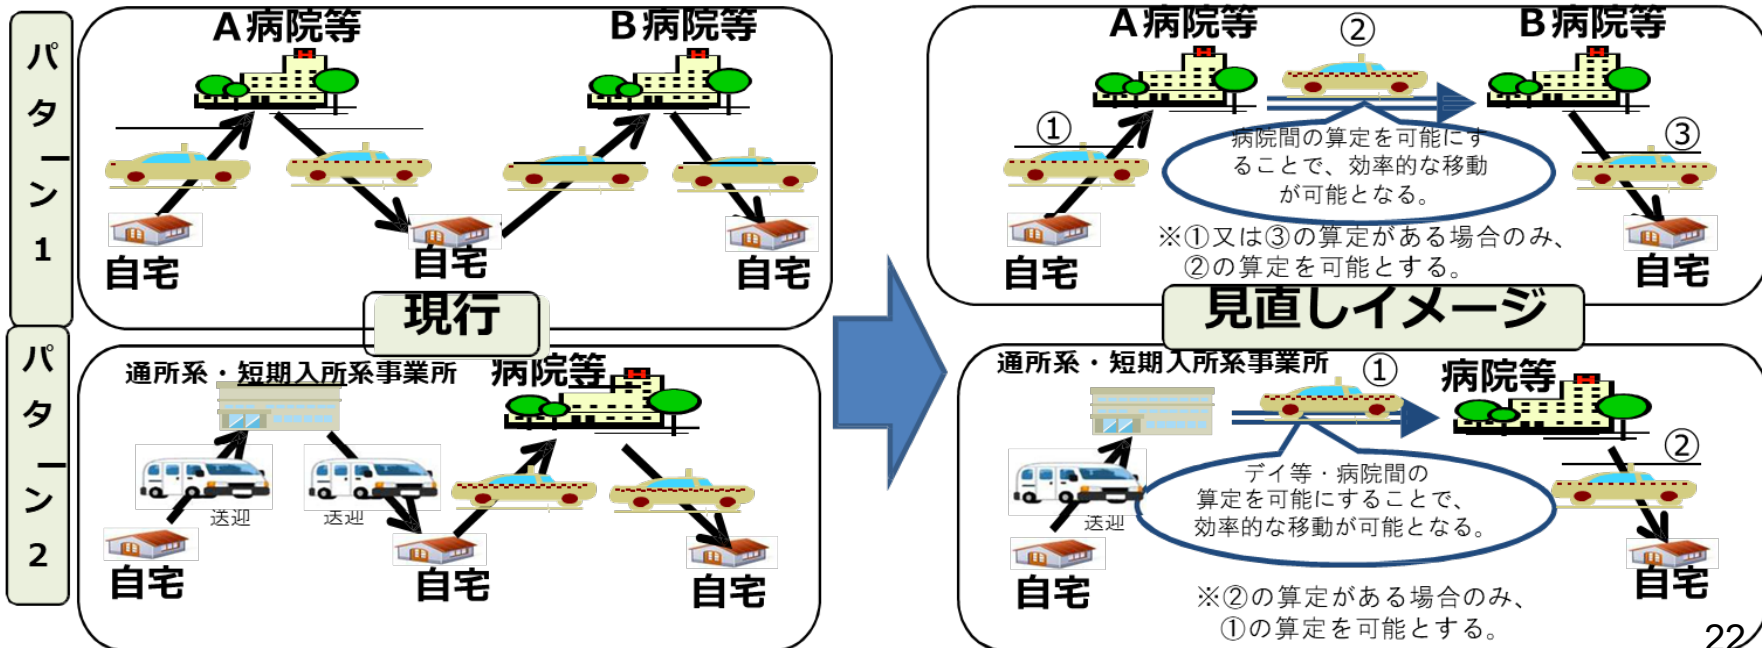 パターン1
A病院等
B病院等
自宅
自宅
自宅
現行
パターン2
通所系・短期入所系事業所
病院等
送迎
送迎
自宅
自宅
自宅
A病院等
②
B病院等
①
③
病院間の算定を可能にす
ることで、効率的な移動
が可能となる。
※①又は③の算定がある場合のみ、
②の算定を可能とする。
自宅
自宅
見直しイメージ
通所系・短期入所系事業所
①
病院等
②
デイ等・病院間の
算定を可能にすることで、
効率的な移動が可能となる。
送迎
自宅
自宅
※②の算定がある場合のみ、
①の算定を可能とする。
22